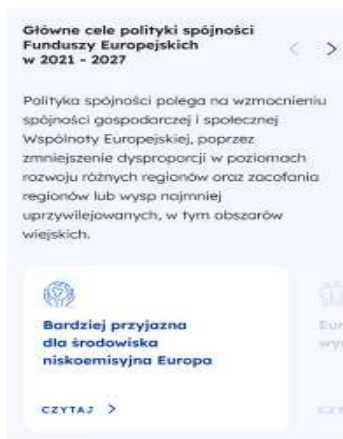 Główne cele polityki spójności
Funduszy Europejskich
w 2021 - 2027
Polityka spójności polega na wzmocnieniu
spójności gospodarczej i społecznej
Wspólnoty Europejskiej, poprzez
zmniejszenie dysproporcji w poziomach
rozwoju różnych regionów oraz zacofania
regionów lub wysp najmniej
uprzywilejowanych, w tym obszarów
wiejskich.
Bardziej przyjazna
dla środowiska
niskoemisyjna Europa
CZYTAJ